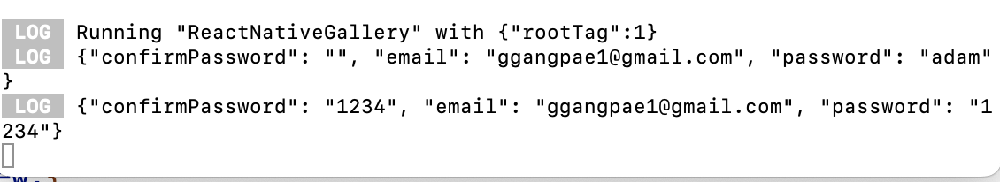 LOG Running "ReactNativeGallery" with {"rootTag":1}
LOG {"confirmPassword": "", "email": "ggangpae1@gmail.com", "password": "adam"
}
LOG {"confirmPassword": "1234", "email": "ggangpae1@gmail.com", "password": "1
234"}